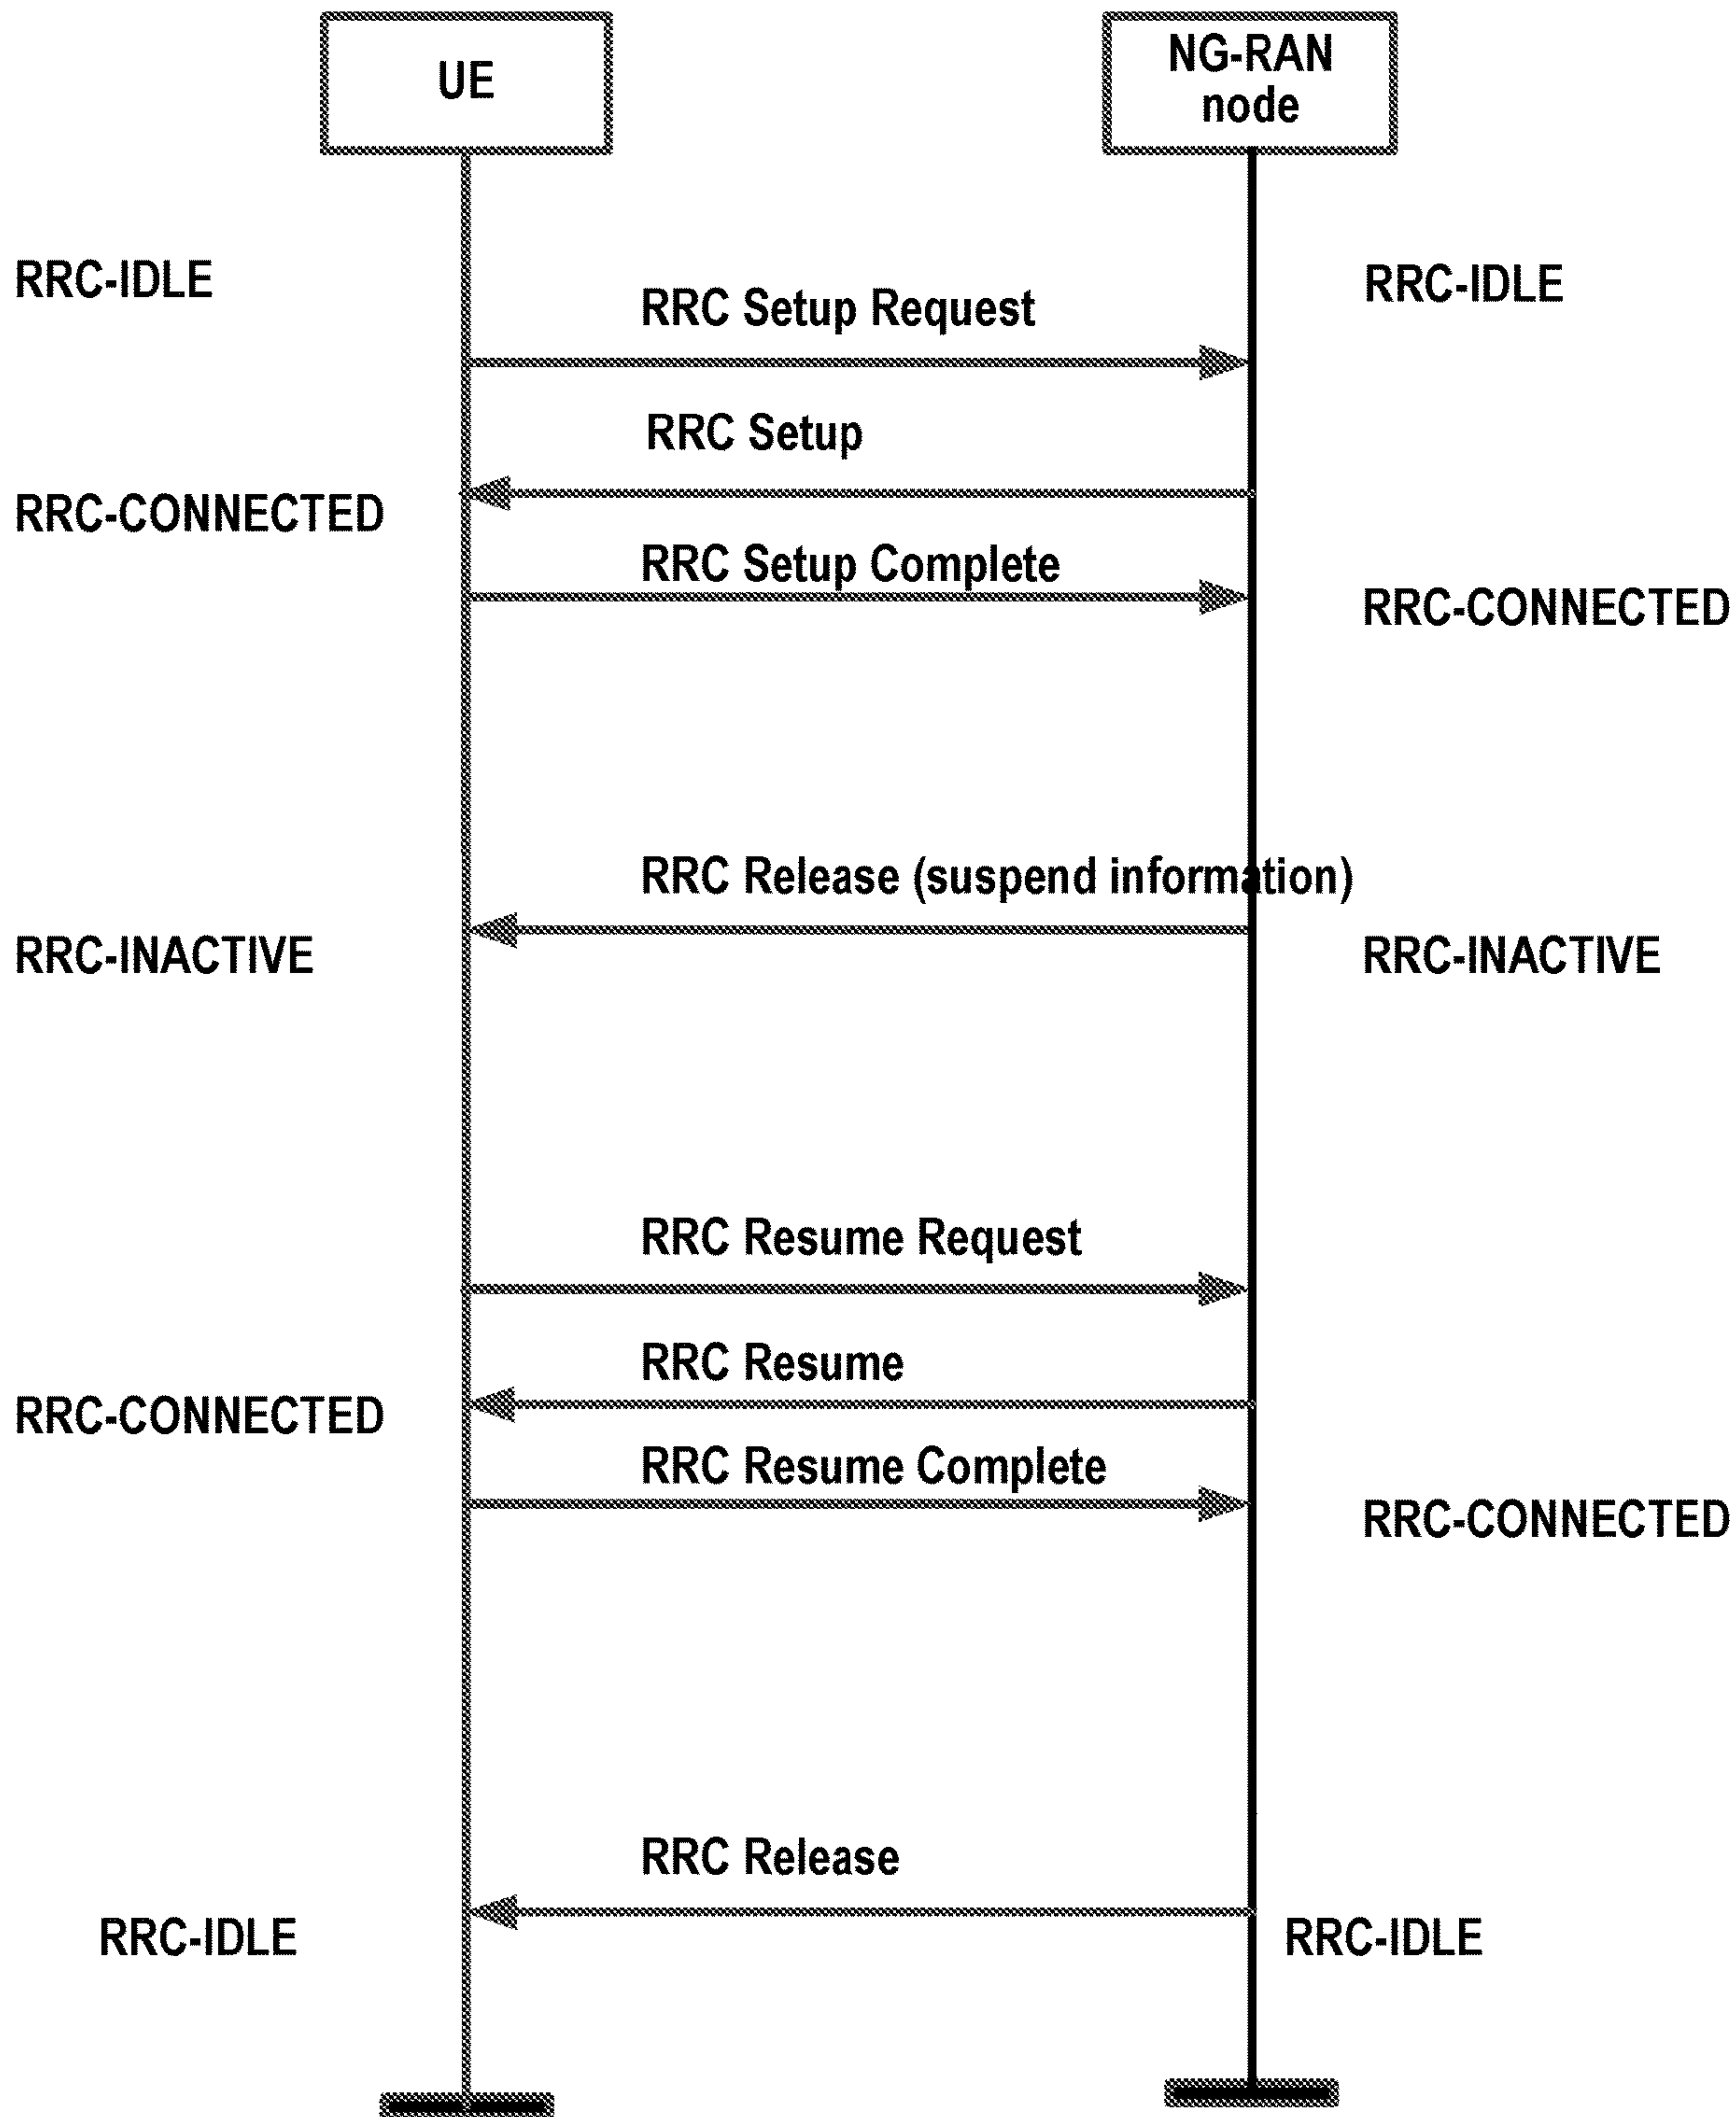 UE
NG-RAN
node
RRC-IDLE
RRC-IDLE
RRC Setup Request
RRC Setup
RRC-CONNECTED
RRC Setup Complete
RRC-CONNECTED
RRC Release (suspend information)
RRC-INACTIVE
RRC-INACTIVE
RRC Resume Request
RRC Resume
RRC-CONNECTED
RRC Resume Complete
RRC-CONNECTED
RRC Release
RRC-IDLE
RRC-IDLE